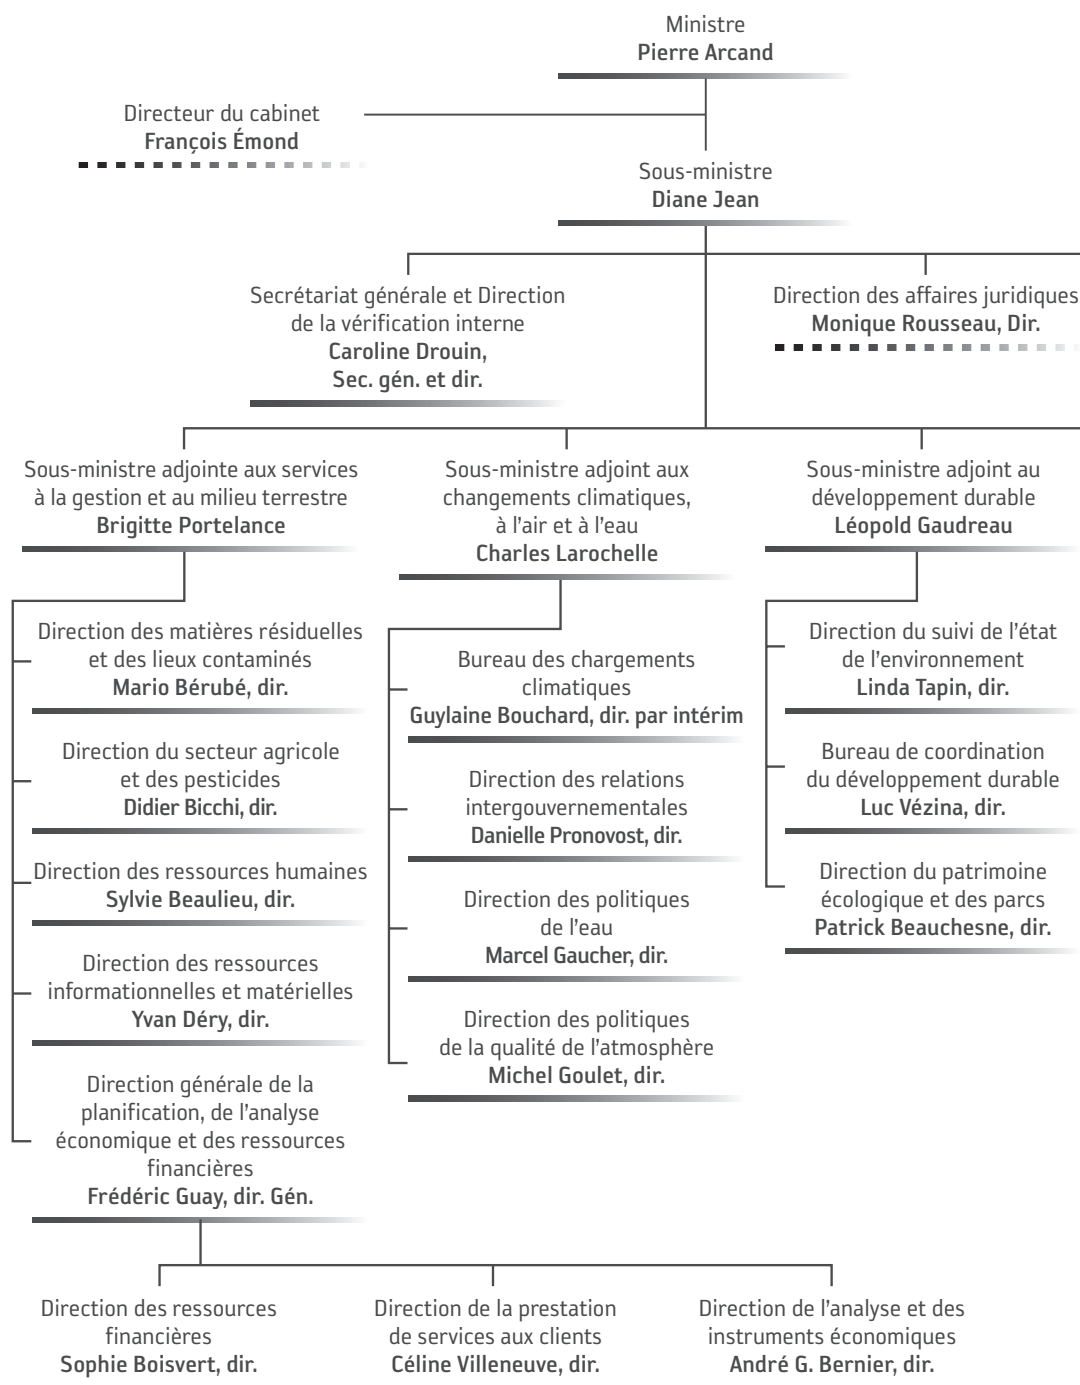 Ministre
Pierre Arcand
Directeur du cabinet
François Émond
Sous-ministre
Diane Jean
Secrétariat générale et Direction
de la vérification interne
Caroline Drouin,
Sec. gén. et dir.
Direction des affaires juridiques
Monique Rousseau, Dir.
Sous-ministre adjointe aux services
à la gestion et au milieu terrestre
Brigitte Portelance
Direction des matières résiduelles
et des lieux contaminés
Mario Bérubé, dir.
Direction du secteur agricole
et des pesticides
Didier Bicchi, dir.
Direction des ressources humaines
Sylvie Beaulieu, dir.
Direction des ressources
informationnelles et matérielles
Yvan Déry, dir.
Direction générale de la
planification, de l'analyse
économique et des ressources
financières
Frédéric Guay, dir. Gén.
Sous-ministre adjoint aux
changements climatiques,
à l'air et à l'eau
Charles Larochelle
Bureau des chargements
climatiques
Guylaine Bouchard, dir. par intérim
Direction des relations
intergouvernementales
Danielle Pronovost, dir.
Direction des politiques
de l'eau
Marcel Gaucher, dir.
Direction des politiques
de la qualité de l'atmosphère
Michel Goulet, dir.
Sous-ministre adjoint au
développement durable
Léopold Gaudreau
Direction du suivi de l'état
de l'environnement
Linda Tapin, dir.
Bureau de coordination
du développement durable
Luc Vézina, dir.
Direction du patrimoine
écologique et des parcs
Patrick Beauchesne, dir.
Direction des ressources
financières
Sophie Boisvert, dir.
Direction de la prestation
de services aux clients
Céline Villeneuve, dir.
Direction de l'analyse et des
instruments économiques
André G. Bernier, dir.